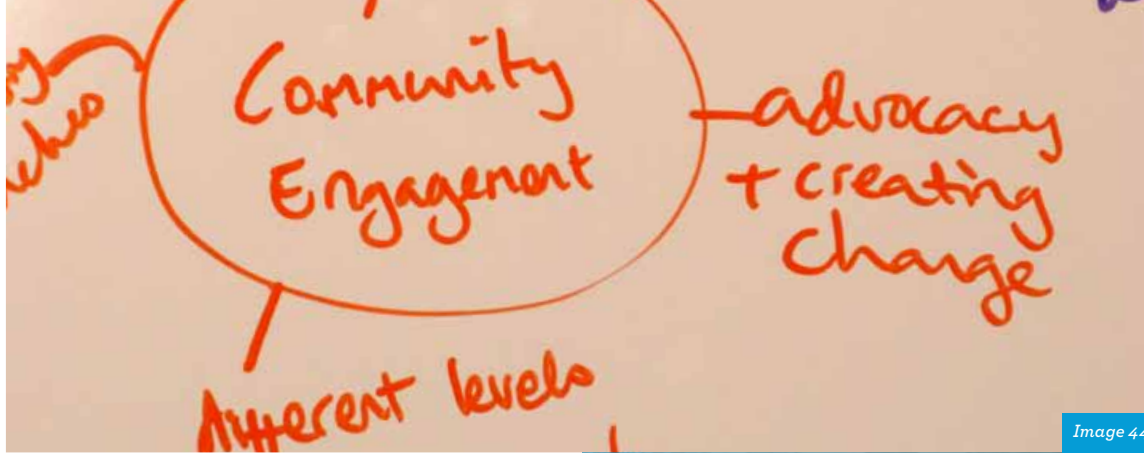 Community
Engagement
advocacy
+ creating
change
different levels
Image 44